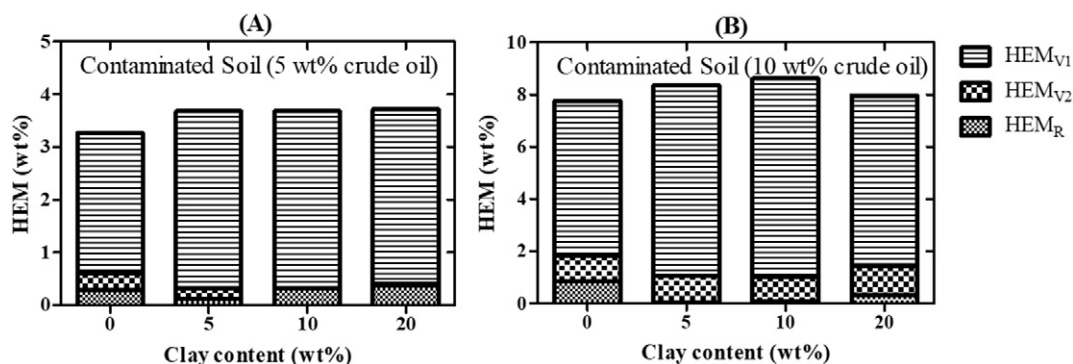 (A)
Contaminated Soil (5 wt% crude oil)
HEM (wt%)
5
4
3
2
1
0
0 5 10 20
Clay content (wt%)
(B)
Contaminated Soil (10 wt% crude oil)
HEM (wt%)
10
8
6
4
2
0
0 5 10 20
Clay content (wt%)
HEMV1
HEMV2
HEMR